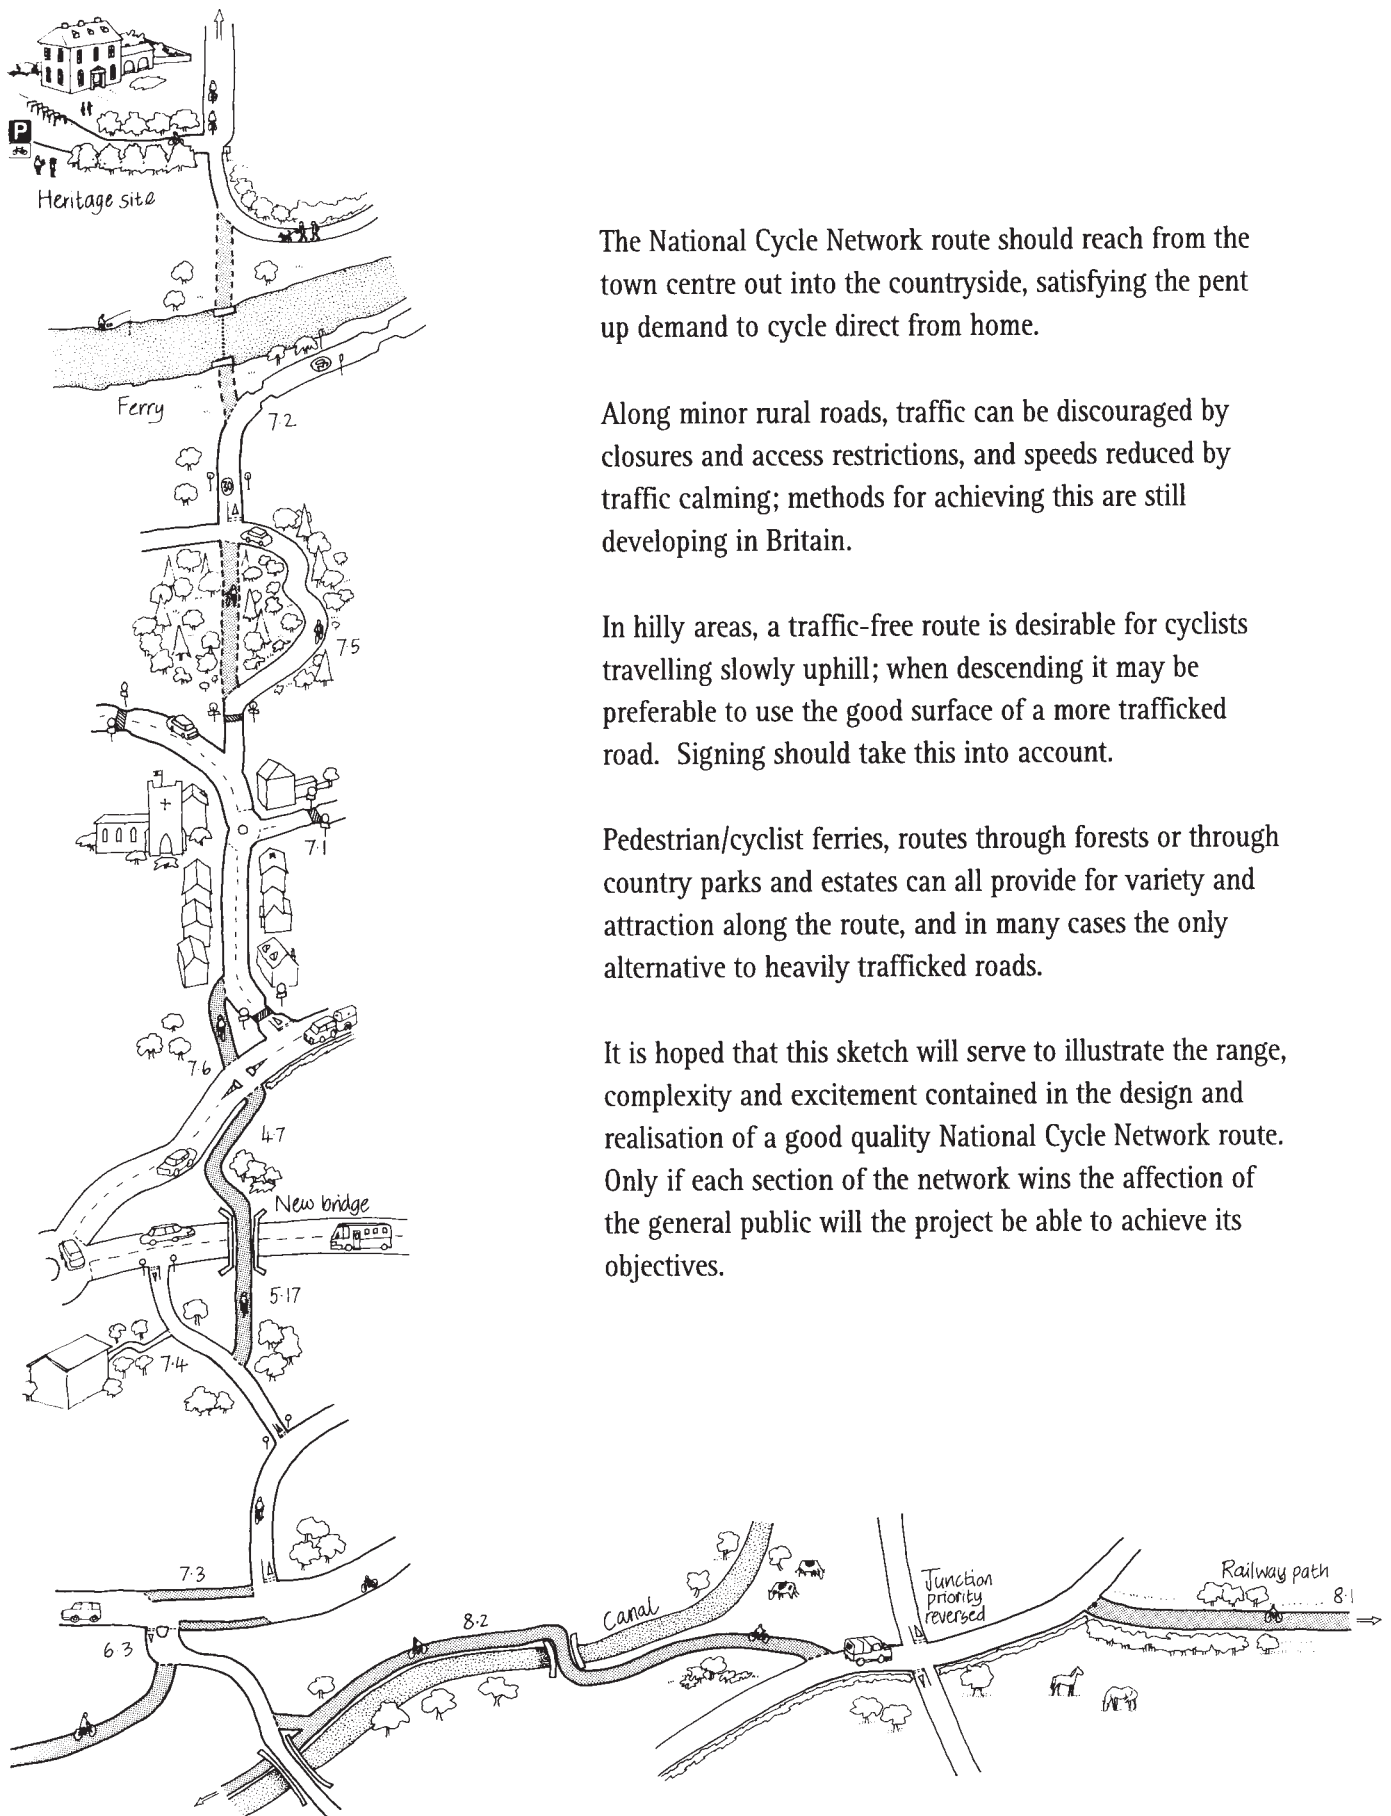 P
Heritage site
Ferry
7·2
30
7·5
7·1
7·6
4·7
New bridge
5·17
7·4
7·3
6·3
8·2
Canal
Junction
priority
reversed
Railway path
8·1
The National Cycle Network route should reach from the
town centre out into the countryside, satisfying the pent
up demand to cycle direct from home.
Along minor rural roads, traffic can be discouraged by
closures and access restrictions, and speeds reduced by
traffic calming; methods for achieving this are still
developing in Britain.
In hilly areas, a traffic-free route is desirable for cyclists
travelling slowly uphill; when descending it may be
preferable to use the good surface of a more trafficked
road.  Signing should take this into account.
Pedestrian/cyclist ferries, routes through forests or through
country parks and estates can all provide for variety and
attraction along the route, and in many cases the only
alternative to heavily trafficked roads.
It is hoped that this sketch will serve to illustrate the range,
complexity and excitement contained in the design and
realisation of a good quality National Cycle Network route.
Only if each section of the network wins the affection of
the general public will the project be able to achieve its
objectives.